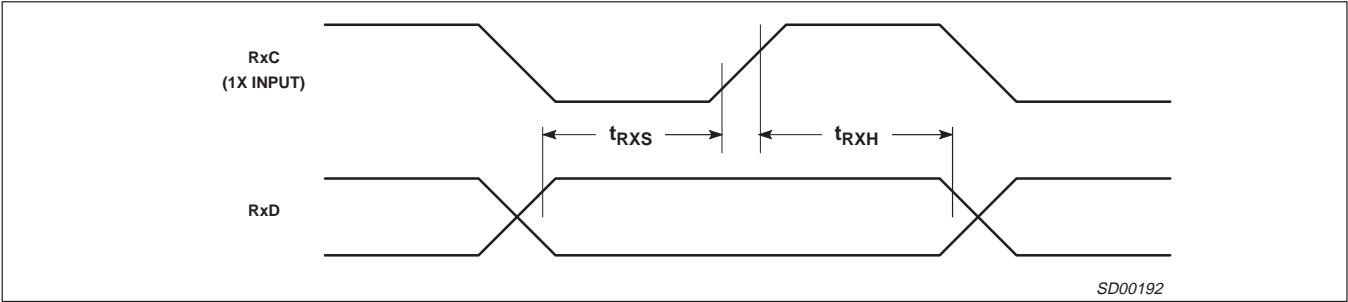 RxC
(1X INPUT)
tRXS
tRXH
RxD
SD00192